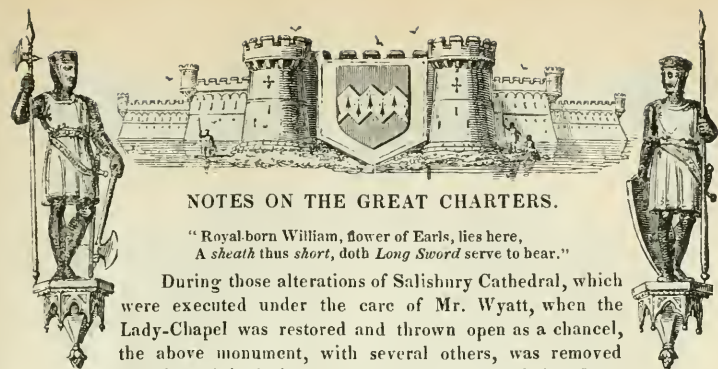 NOTES ON THE GREAT CHARTERS.
“Royal-born William, flower of Earls, lies here,
A sheath thus short, doth Long Sword serve to bear.”
During those alterations of Salisbury Cathedral, which
were executed under the care of Mr. Wyatt, when the
Lady-Chapel was restored and thrown open as a chancel,
the above monument, with several others, was removed